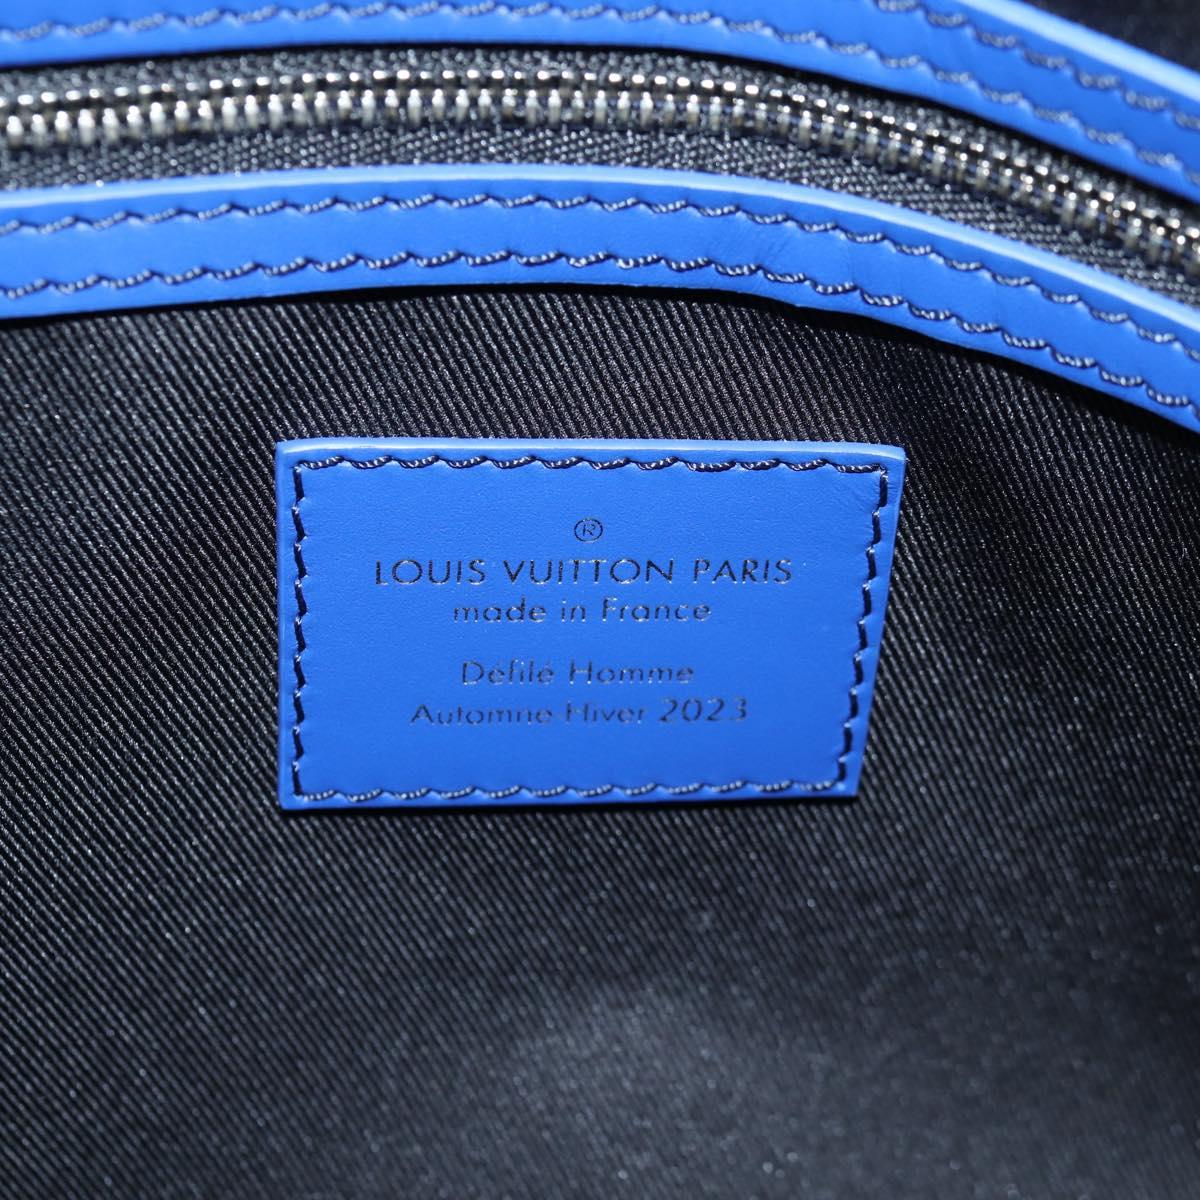 ®
LOUIS VUITTON PARIS
made in France
Défilé Homme
Automne-Hiver 2023